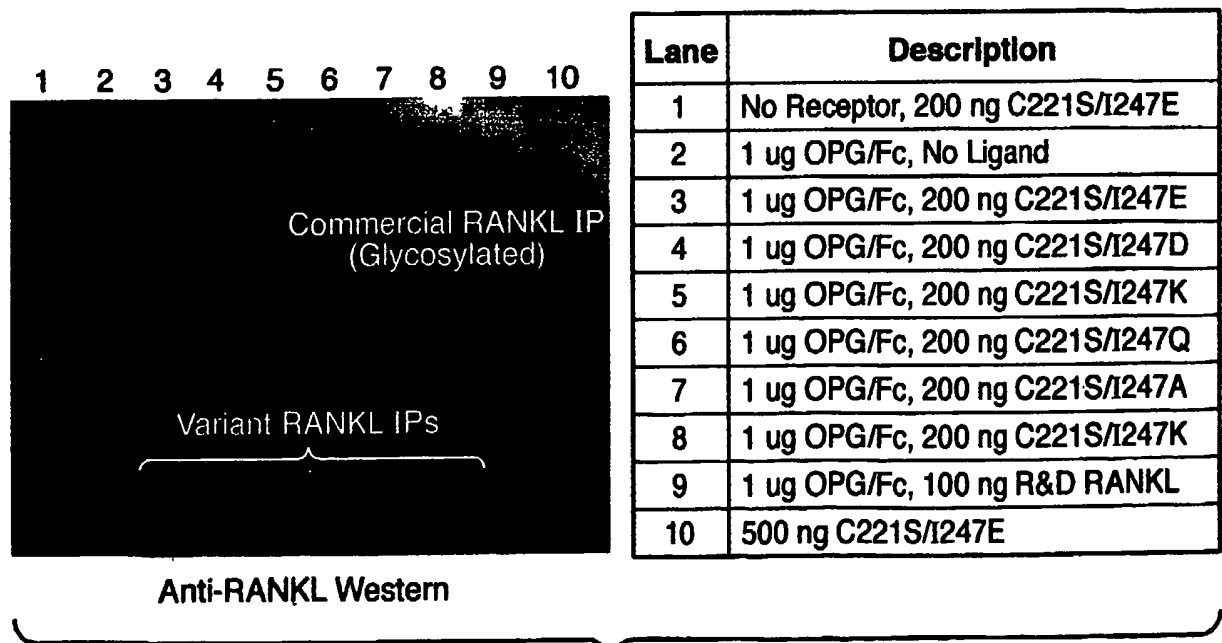 1 2 3 4 5 6 7 8 9 10
Commercial RANKL IP
(Glycosylated)
Variant RANKL IPs
Anti-RANKL Western
Lane Description
1 No Receptor, 200 ng C221S/I247E
2 1 ug OPG/Fc, No Ligand
3 1 ug OPG/Fc, 200 ng C221S/I247E
4 1 ug OPG/Fc, 200 ng C221S/I247D
5 1 ug OPG/Fc, 200 ng C221S/I247K
6 1 ug OPG/Fc, 200 ng C221S/I247Q
7 1 ug OPG/Fc, 200 ng C221S/I247A
8 1 ug OPG/Fc, 200 ng C221S/I247K
9 1 ug OPG/Fc, 100 ng R&D RANKL
10 500 ng C221S/I247E